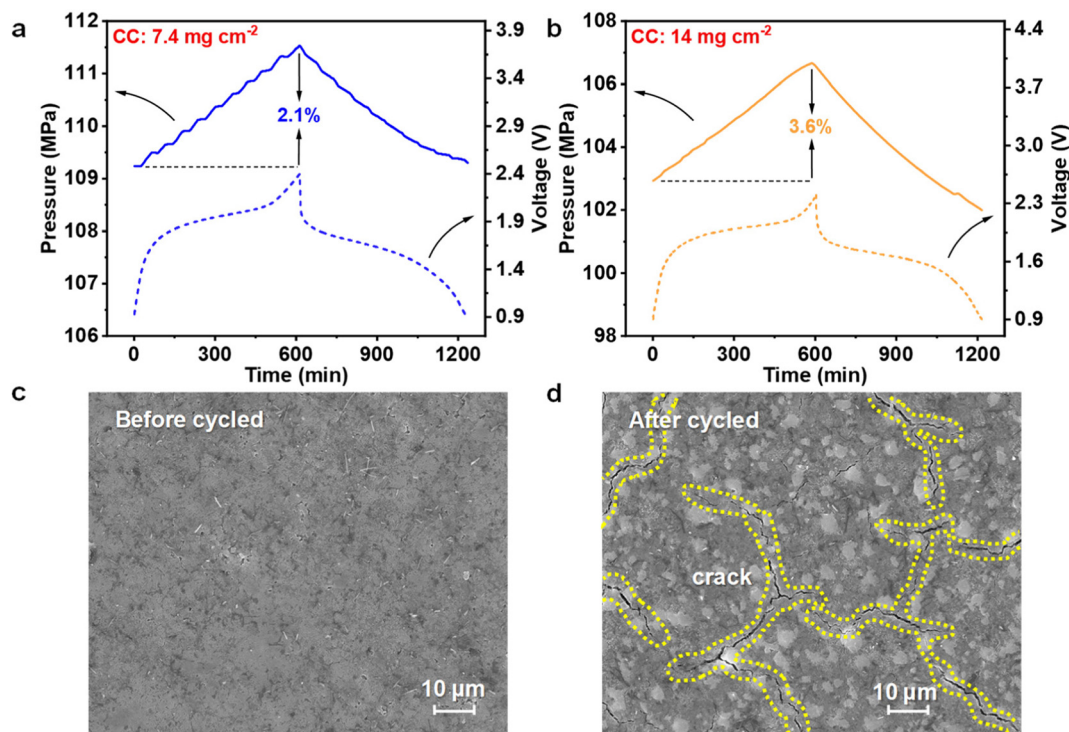 a
CC: 7.4 mg cm⁻²
112
111
110
109
108
107
106
Pressure (MPa)
2.1%
3.9
3.4
2.9
2.4
1.9
1.4
0.9
Voltage (V)
0
300
600
900
1200
Time (min)
b
CC: 14 mg cm⁻²
108
106
104
102
100
98
Pressure (MPa)
3.6%
4.4
3.7
3.0
2.3
1.6
0.9
Voltage (V)
0
300
600
900
1200
Time (min)
c
Before cycled
10 µm
d
After cycled
crack
10 µm